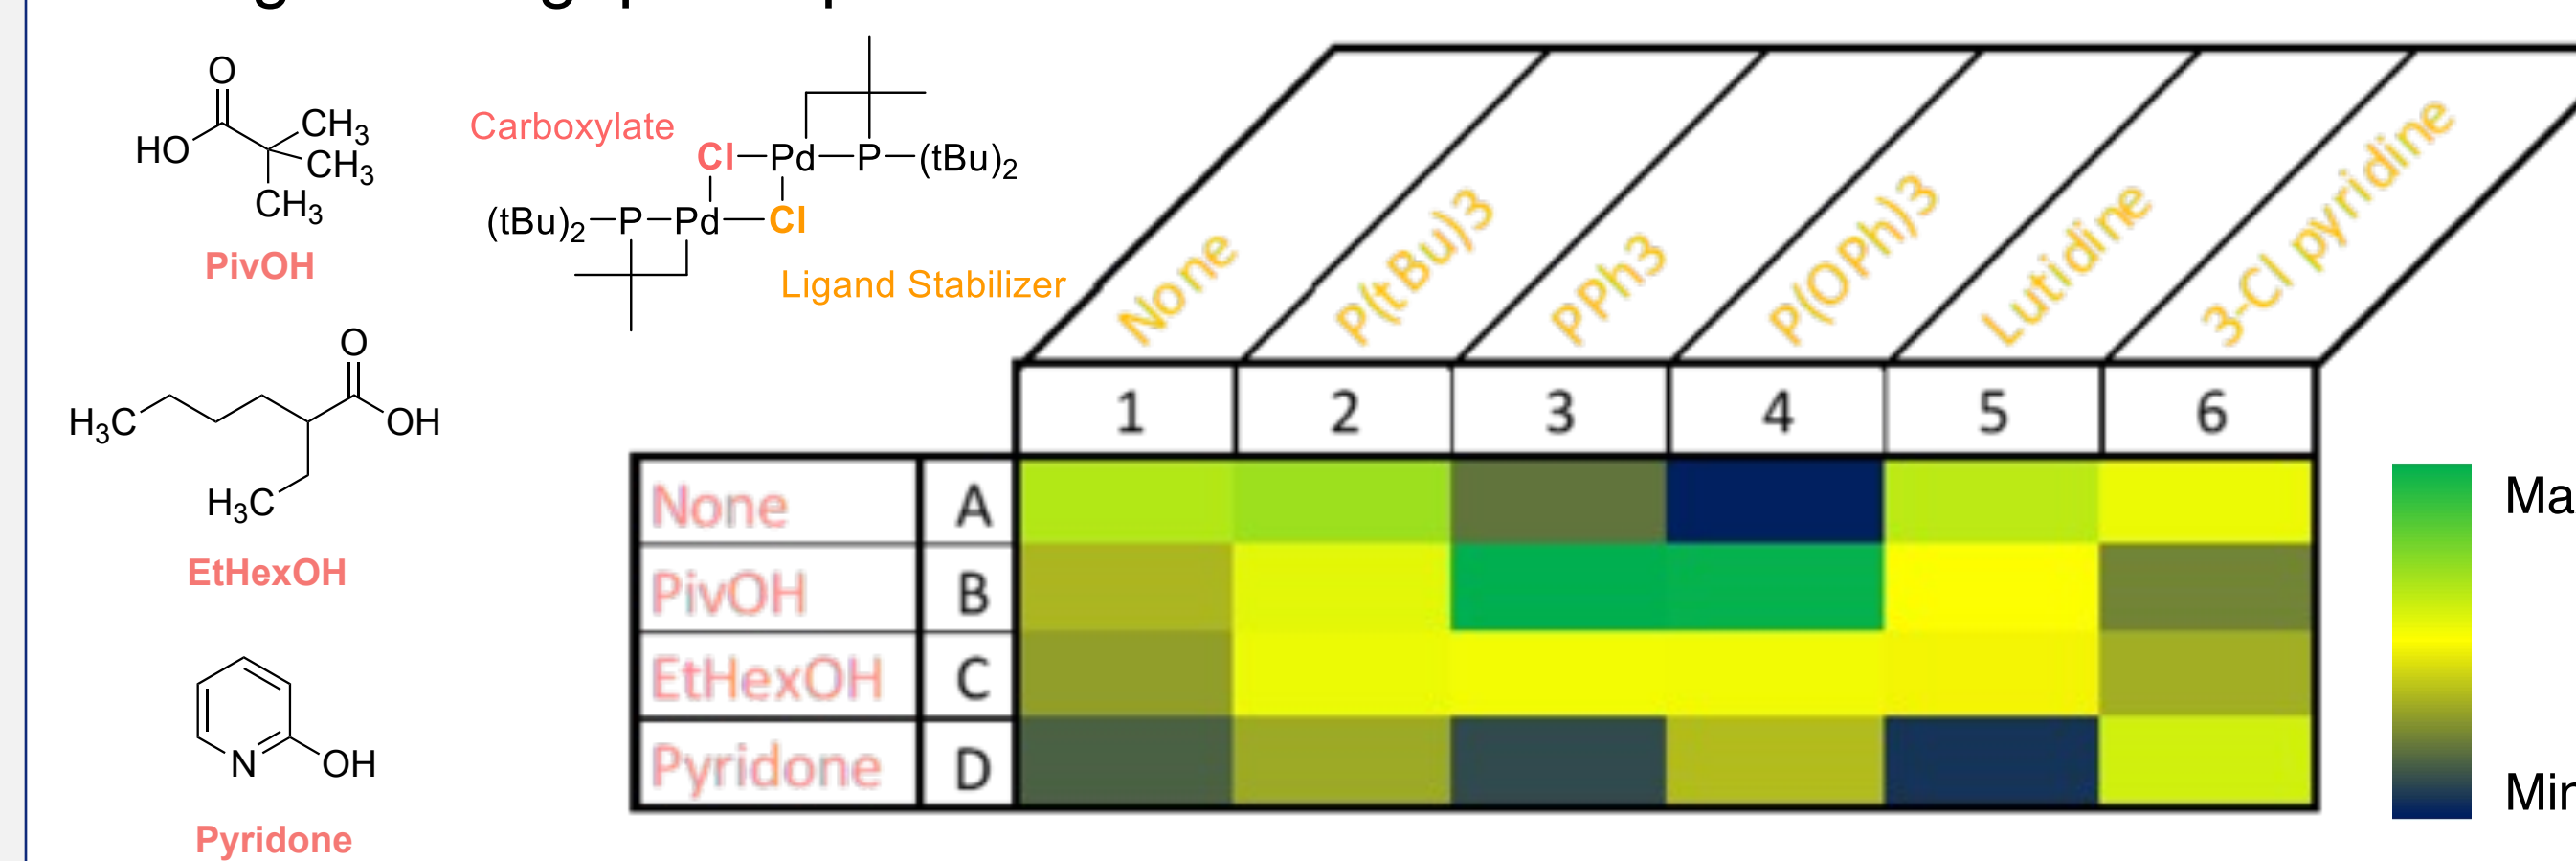 O
HO
CH3
CH3
CH3
PivOH
O
H3C
OH
H3C
EtHexOH
N
OH
Pyridone
Carboxylate
Cl Pd P (tBu)2
(tBu)2 P Pd Cl
Ligand Stabilizer
None
P(tBu)3
PPh3
P(OPh)3
Lutidine
3-Cl pyridine
1 2 3 4 5 6
None A
PivOH B
EtHexOH C
Pyridone D